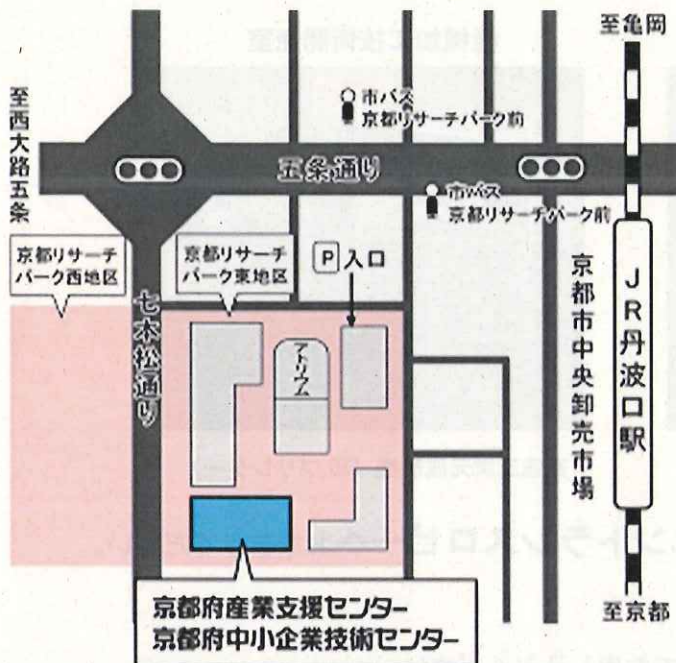 至亀岡
市バス
京都リサーチパーク前
至西大路五条
五条通り
市バス
京都リサーチパーク前
京都リサーチ
パーク西地区
京都リサーチ
パーク東地区
P 入口
七本松通り
アトリウム
京都市中央卸売市場
JR丹波口駅
京都府産業支援センター
京都府中小企業技術センター
至京都